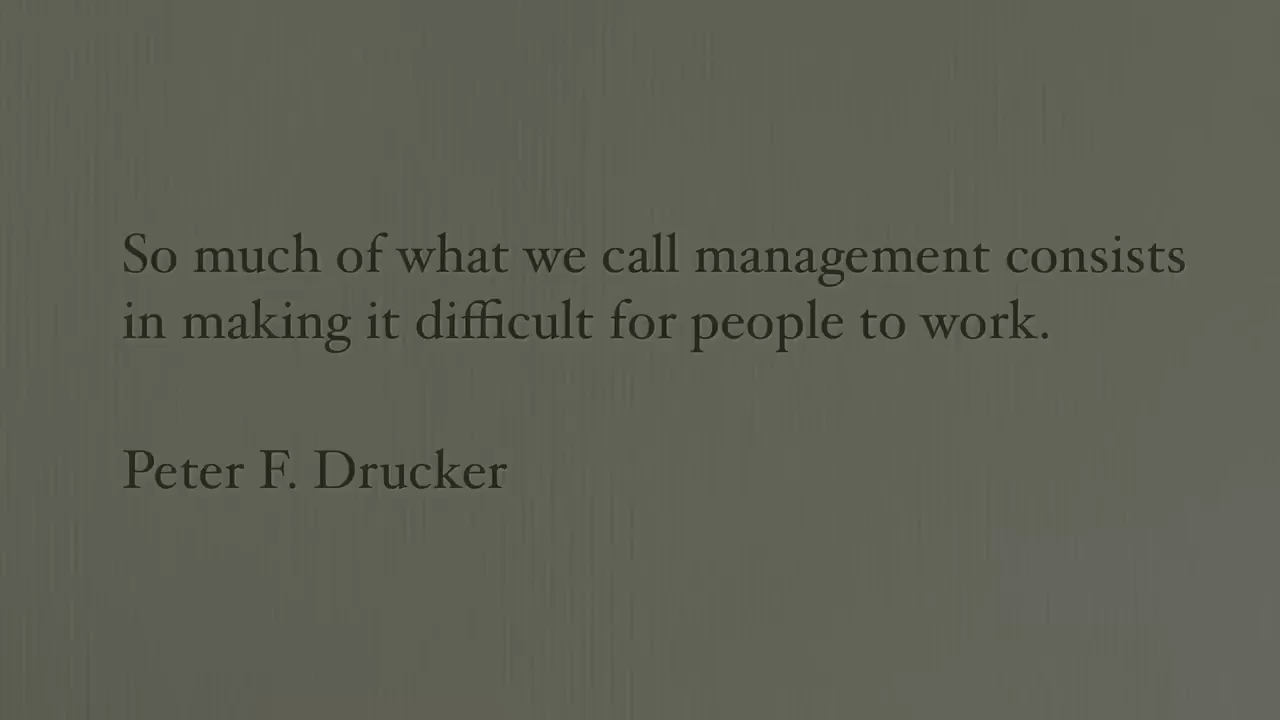 So much of what we call management consists
in making it difficult for people to work.
Peter F. Drucker